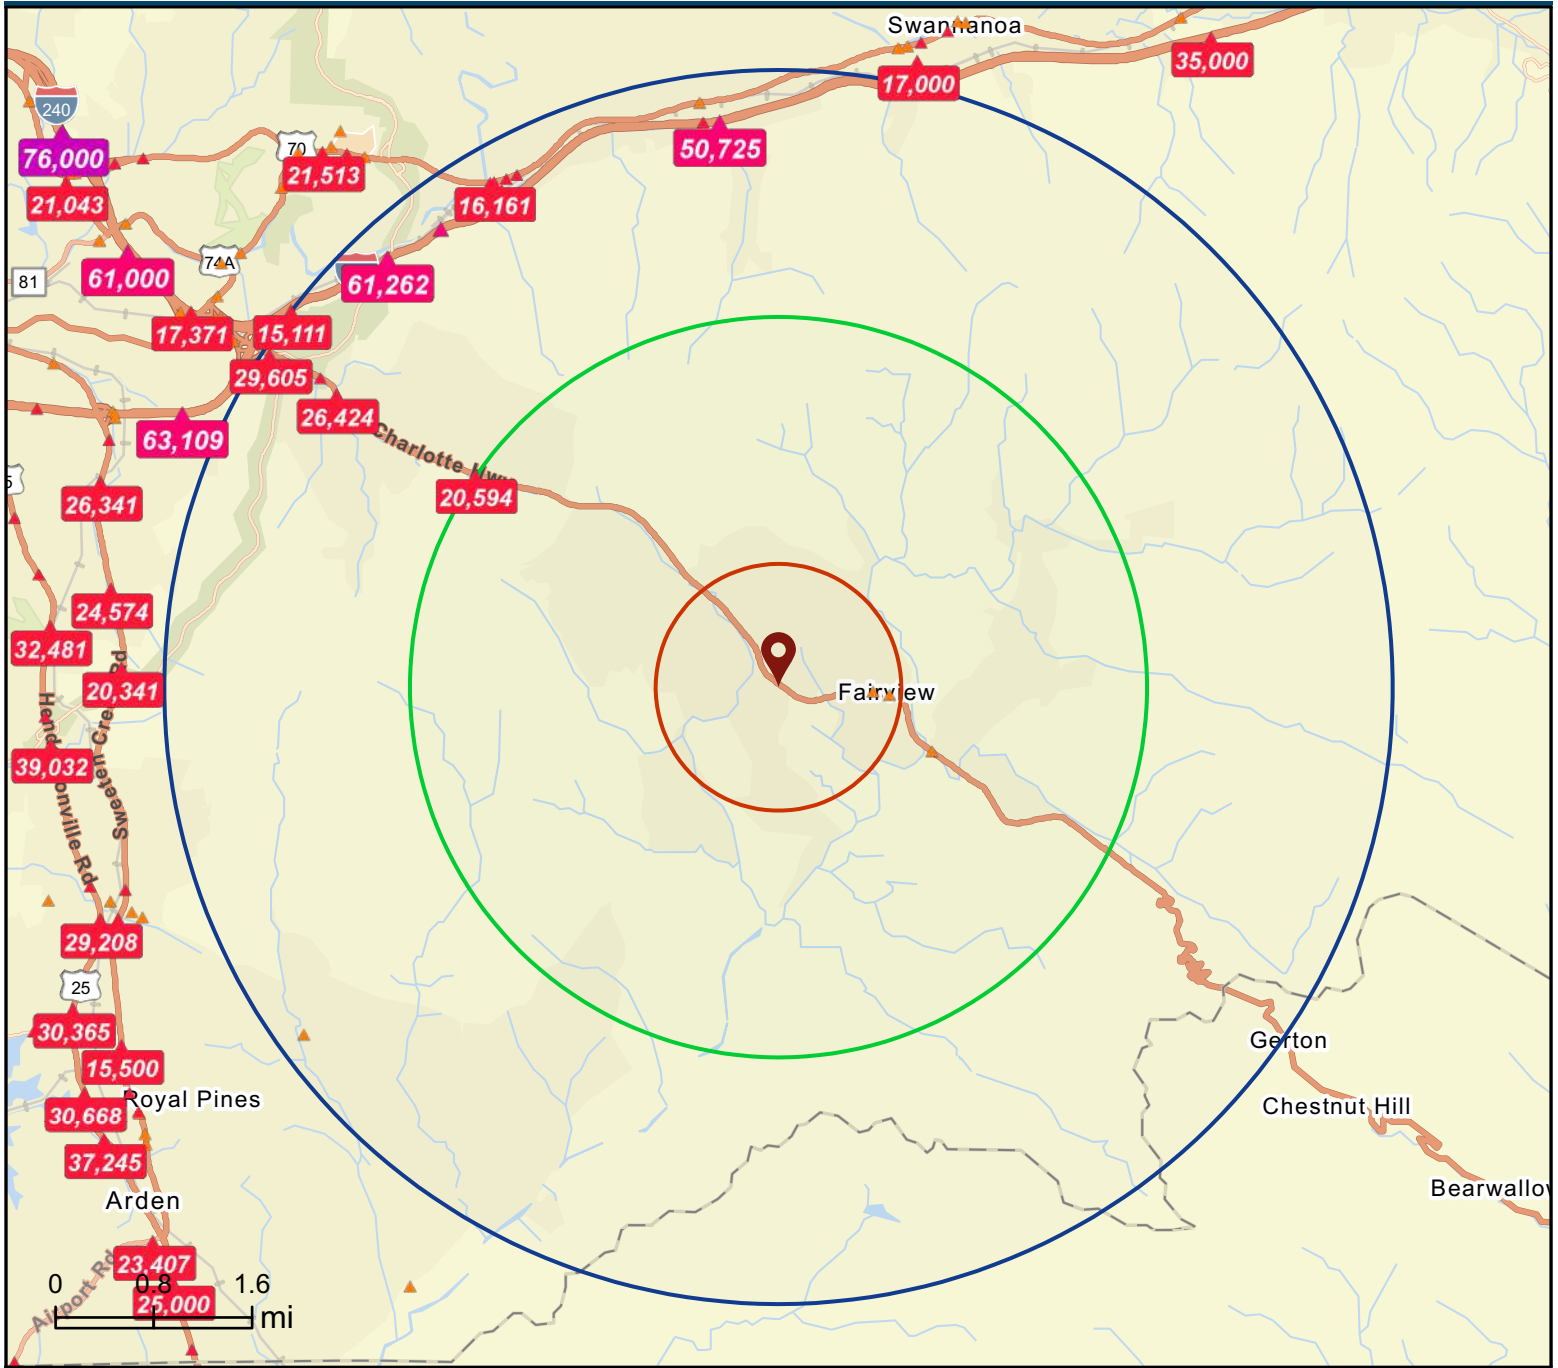 Swannanoa
35,000
17,000
240
50,725
70
76,000
21,513
21,043
16,161
74A
61,000
81
61,262
17,371
15,111
29,605
26,424
63,109
Charlotte Hwy
20,594
26,341
24,574
32,481
20,341
Fairview
Sweeten Creek Rd
Hendersonville Rd
39,032
29,208
25
30,365
Gerton
15,500
Royal Pines
30,668
Chestnut Hill
37,245
Bearwallow
Arden
23,407
Airport Rd
0 0.8 1.6
25,000
mi